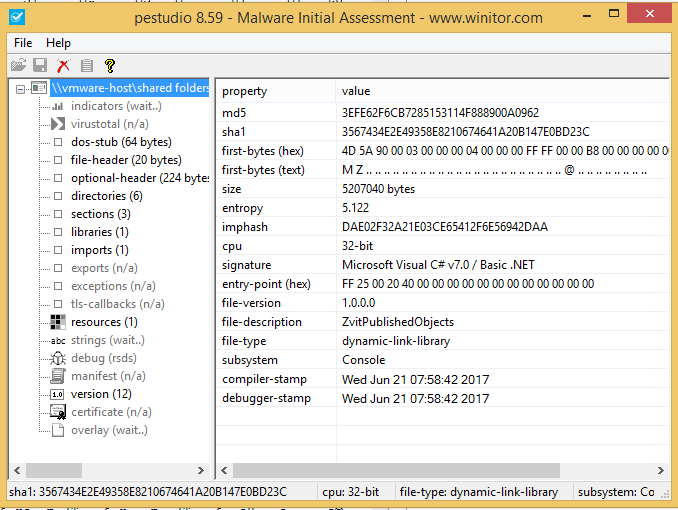 pestudio 8.59 - Malware Initial Assessment - www.winitor.com
File Help
\\vmware-host\shared folders
indicators (wait..)
virustotal (n/a)
dos-stub (64 bytes)
file-header (20 bytes)
optional-header (224 bytes
directories (6)
sections (3)
libraries (1)
imports (1)
exports (n/a)
exceptions (n/a)
tls-callbacks (n/a)
resources (1)
abc strings (wait..)
debug (rsds)
manifest (n/a)
1.0 version (12)
certificate (n/a)
overlay (wait..)
property value
md5 3EFE62F6CB7285153114F888900A0962
sha1 3567434E2E49358E8210674641A20B147E0BD23C
first-bytes (hex) 4D 5A 90 00 03 00 00 00 04 00 00 00 FF FF 00 00 B8 00 00 00 00 00
first-bytes (text) M Z .. .. .. .. .. .. .. .. .. .. .. .. .. .. .. .. .. .. .. .. @ .. .. .. .. .. .. ..
size 5207040 bytes
entropy 5.122
imphash DAE02F32A21E03CE65412F6E56942DAA
cpu 32-bit
signature Microsoft Visual C# v7.0 / Basic .NET
entry-point (hex) FF 25 00 20 40 00 00 00 00 00 00 00 00 00 00 00
file-version 1.0.0.0
file-description ZvitPublishedObjects
file-type dynamic-link-library
subsystem Console
compiler-stamp Wed Jun 21 07:58:42 2017
debugger-stamp Wed Jun 21 07:58:42 2017
sha1: 3567434E2E49358E8210674641A20B147E0BD23C cpu: 32-bit file-type: dynamic-link-library subsystem: Co